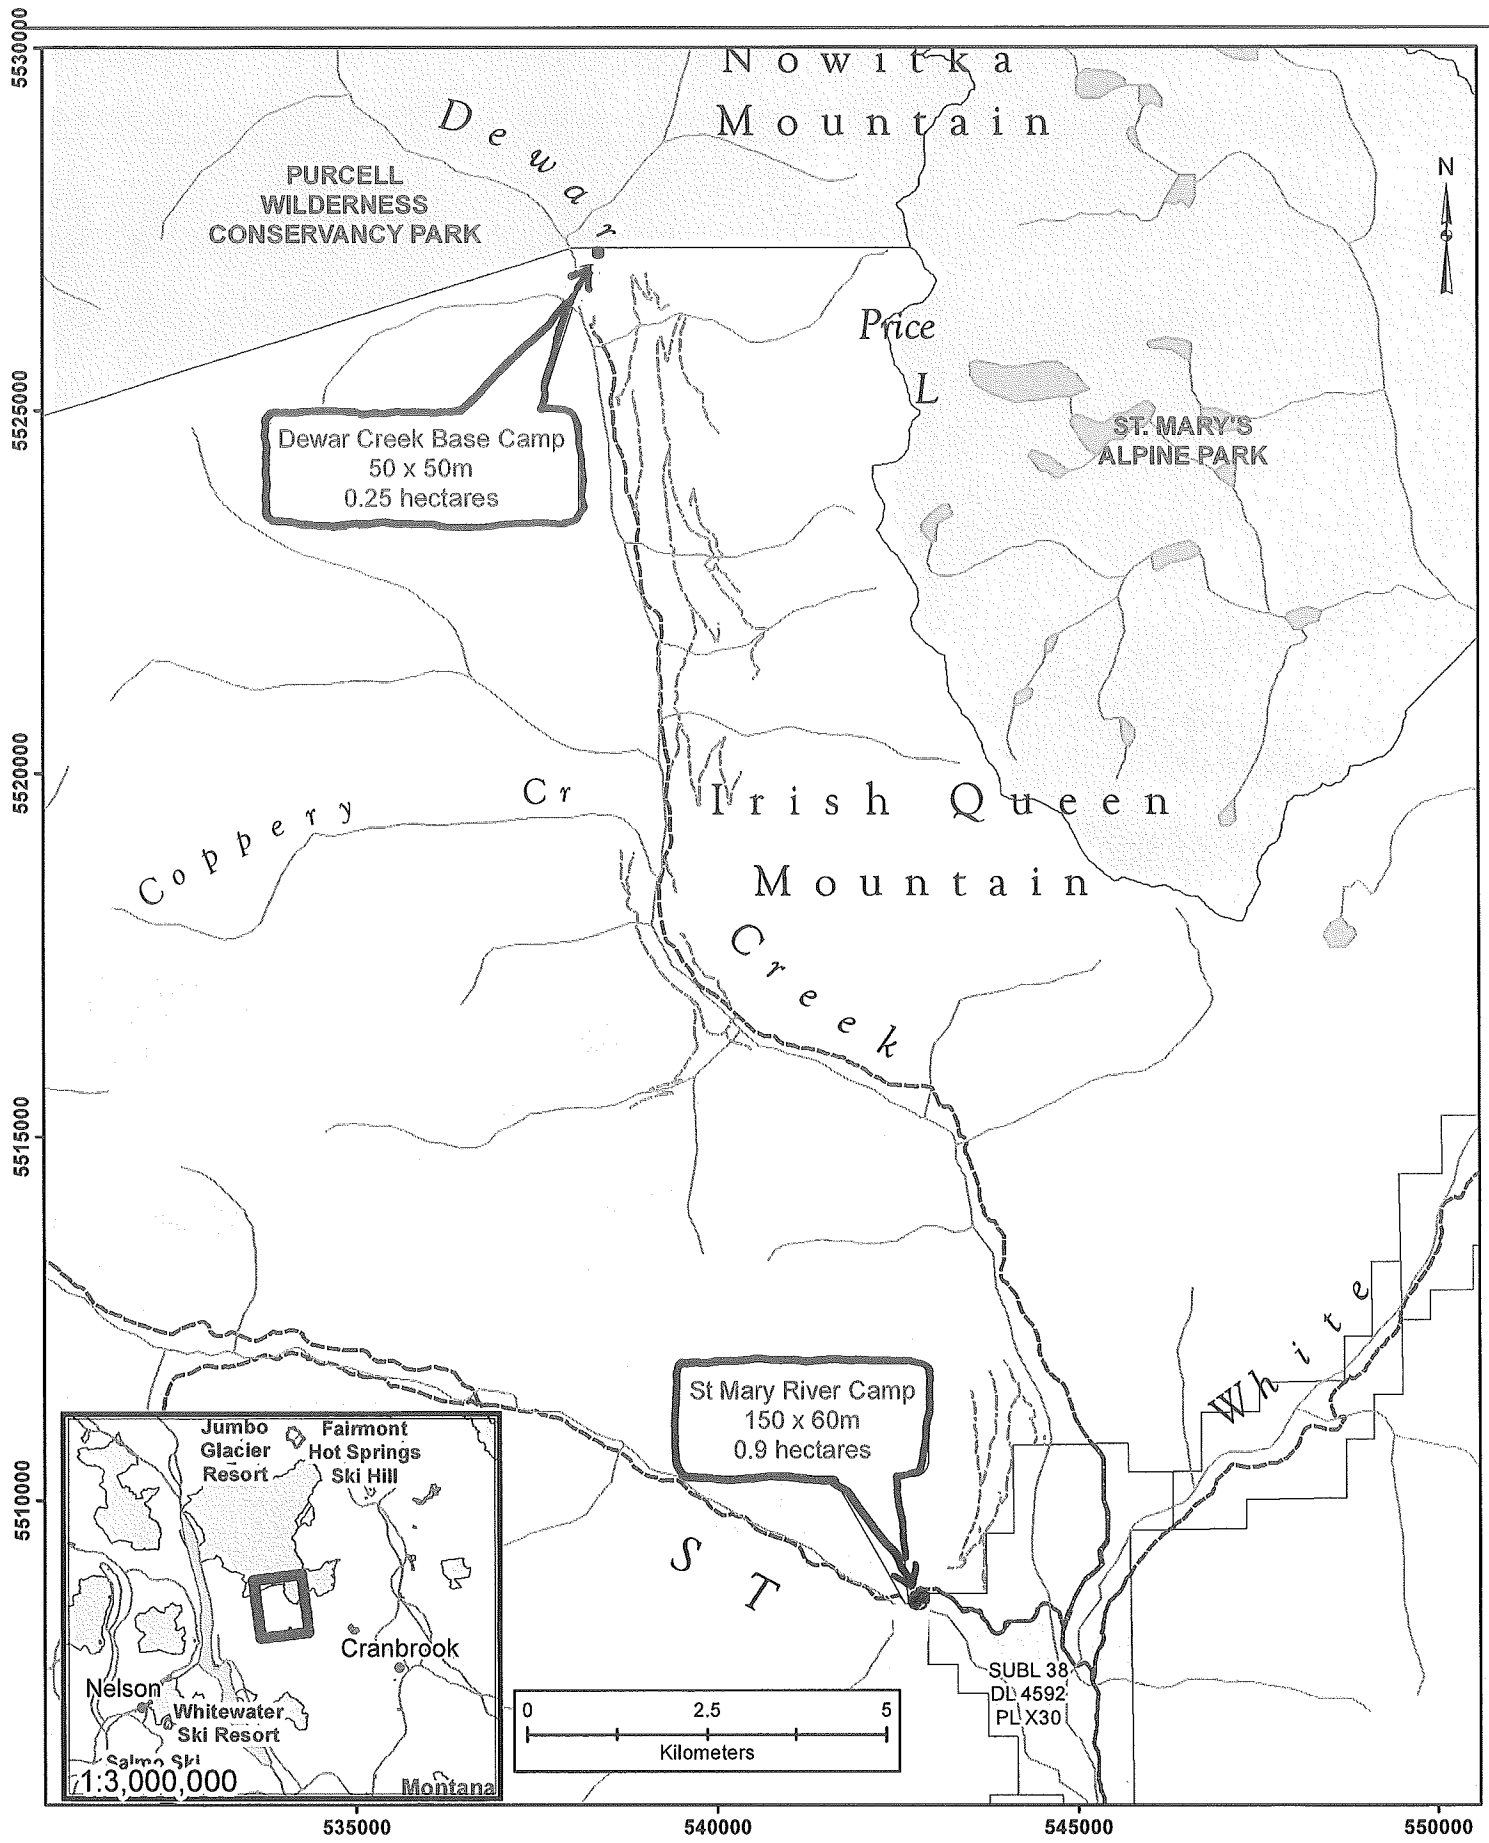 5530000
5525000
5520000
5515000
5510000
Nowitka
Mountain
Dewar
PURCELL
WILDERNESS
CONSERVANCY PARK
N
Price
L
ST. MARY'S
ALPINE PARK
Dewar Creek Base Camp
50 x 50m
0.25 hectares
Coppery Cr
Irish Queen
Mountain
Creek
White
St Mary River Camp
150 x 60m
0.9 hectares
ST
SUBL 38
DL 4592
PL X30
Jumbo
Glacier
Resort
Fairmont
Hot Springs
Ski Hill
Cranbrook
Nelson
Whitewater
Ski Resort
Salmo Ski
1:3,000,000
Montana
0 2.5 5
Kilometers
535000 540000 545000 550000